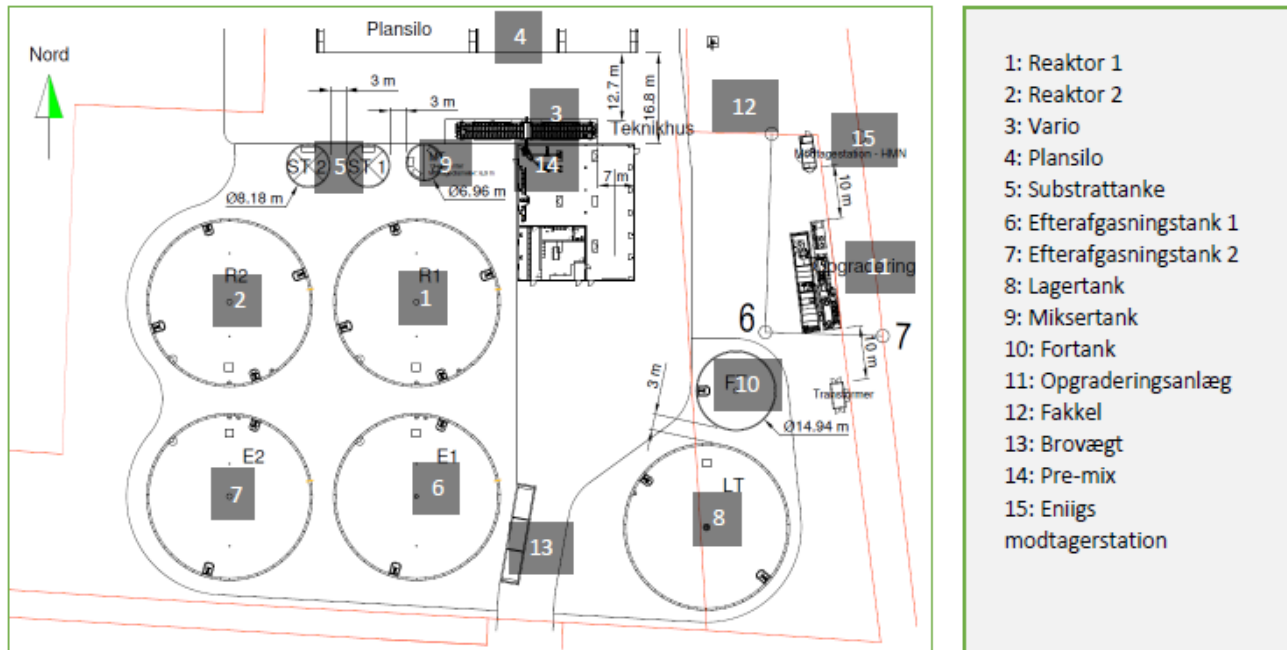 Nord
Plansilo
4
3 m
3 m
12.7 m
16.8 m
3
Teknikhus
12
15
Modtagestation - HMN
ST 2
5
ST 1
9
14
7 m
10 m
Ø8.18 m
Ø6.96 m
R2
2
R1
1
Opgradering
11
6
7
10 m
10
Transformer
3 m
Ø14.94 m
E2
7
E1
6
LT
8
13
1: Reaktor 1
2: Reaktor 2
3: Vario
4: Plansilo
5: Substrattanke
6: Efterafgasningstank 1
7: Efterafgasningstank 2
8: Lagertank
9: Miksertank
10: Fortank
11: Opgraderingsanlæg
12: Fakkel
13: Brovægt
14: Pre-mix
15: Eniigs
modtagerstation